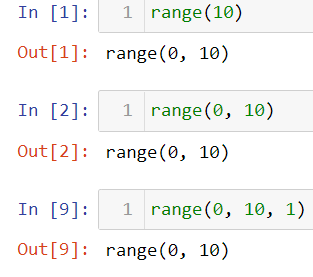 In [1]: 1 range(10)
Out[1]: range(0, 10)
In [2]: 1 range(0, 10)
Out[2]: range(0, 10)
In [9]: 1 range(0, 10, 1)
Out[9]: range(0, 10)